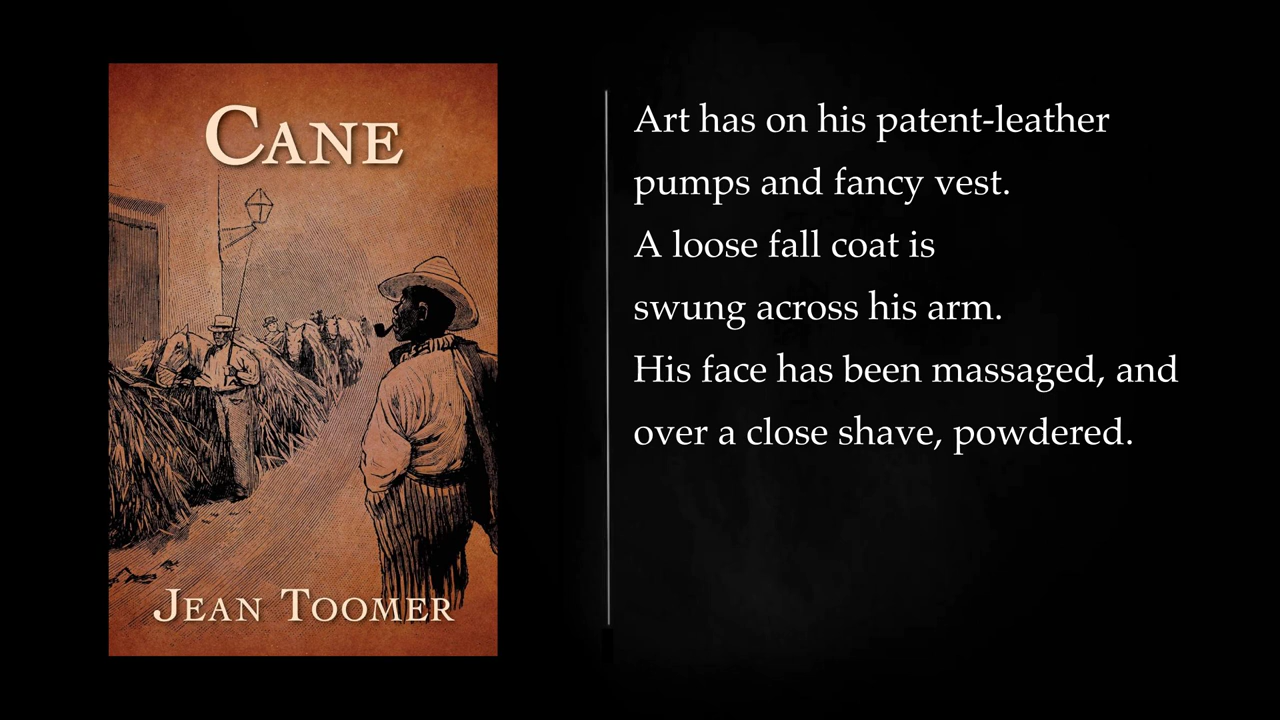 CANE
JEAN TOOMER
Art has on his patent-leather
pumps and fancy vest.
A loose fall coat is
swung across his arm.
His face has been massaged, and
over a close shave, powdered.